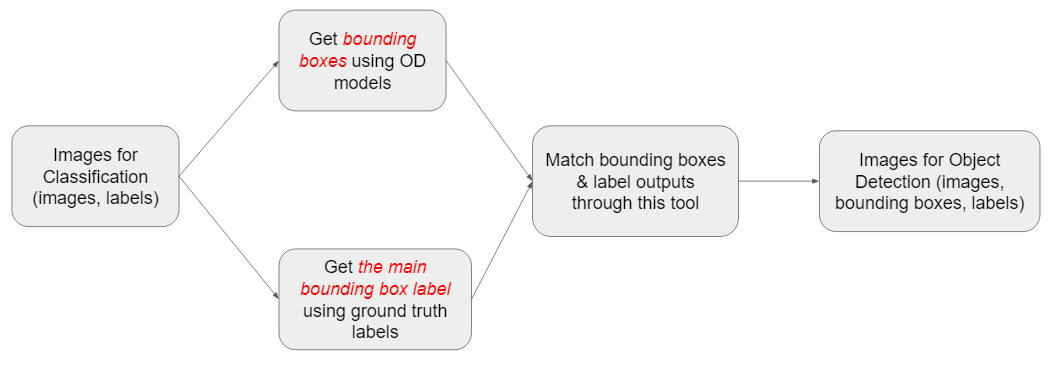 Get bounding
boxes using OD
models
Images for
Classification
(images, labels)
Match bounding boxes
& label outputs
through this tool
Images for Object
Detection (images,
bounding boxes, labels)
Get the main
bounding box label
using ground truth
labels